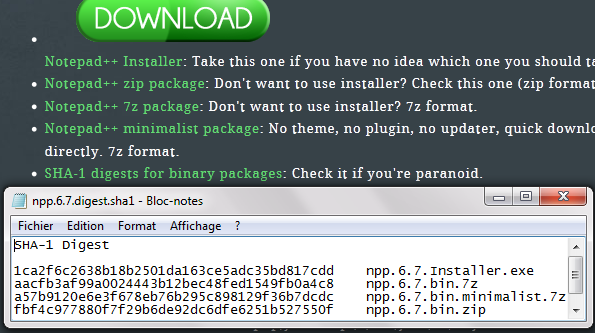 DOWNLOAD
Notepad++ Installer: Take this one if you have no idea which one you should ta
Notepad++ zip package: Don't want to use installer? Check this one (zip format
Notepad++ 7z package: Don't want to use installer? 7z format.
Notepad++ minimalist package: No theme, no plugin, no updater, quick downlo
directly. 7z format.
SHA-1 digests for binary packages: Check it if you're paranoid.
npp.6.7.digest.sha1 - Bloc-notes
Fichier Edition Format Affichage ?
SHA-1 Digest
1ca2f6c2638b18b2501da163ce5adc35bd817cdd npp.6.7.Installer.exe
aacfb3af99a0024443b12bec48fed1549fb0a4c8 npp.6.7.bin.7z
a57b9120e6e3f678eb76b295c898129f36b7dcdc npp.6.7.bin.minimalist.7z
fbf4c977880f7f29b6de92dc6dfe6251b527550f npp.6.7.bin.zip